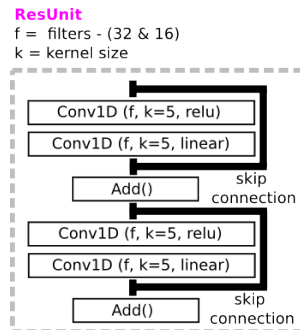 ResUnit
f =  filters - (32 & 16)
k = kernel size
Conv1D (f, k=5, relu)
Conv1D (f, k=5, linear)
Add()
skip
connection
Conv1D (f, k=5, relu)
Conv1D (f, k=5, linear)
Add()
skip
connection